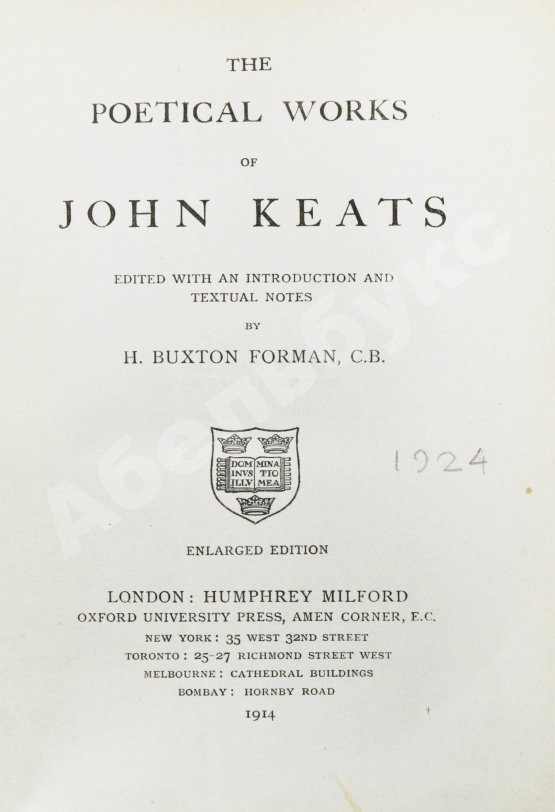 THE
POETICAL WORKS
OF
JOHN KEATS
EDITED WITH AN INTRODUCTION AND
TEXTUAL NOTES
BY
H. BUXTON FORMAN, C.B.
DOM MINA
INVS TIO
ILLV MEA
1924
ENLARGED EDITION
LONDON: HUMPHREY MILFORD
OXFORD UNIVERSITY PRESS, AMEN CORNER, E.C.
NEW YORK: 35 WEST 32ND STREET
TORONTO: 25-27 RICHMOND STREET WEST
MELBOURNE: CATHEDRAL BUILDINGS
BOMBAY: HORNBY ROAD
1914
Абельбукс